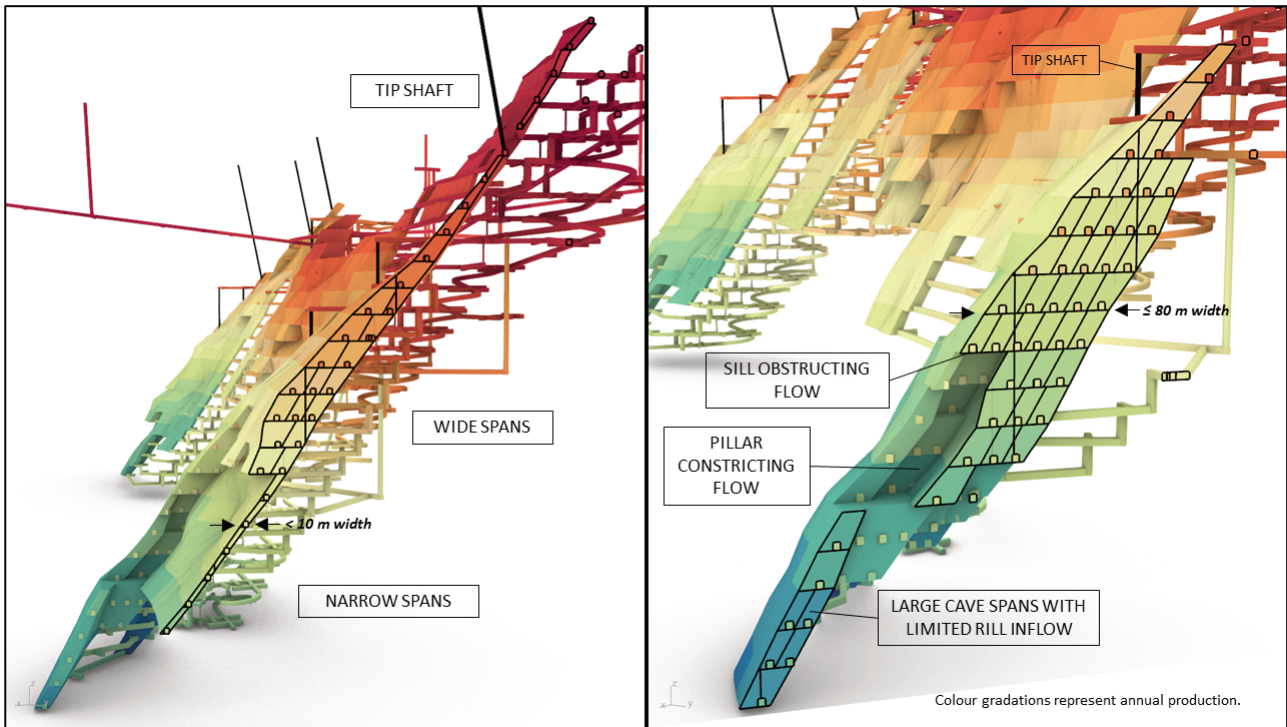 TIP SHAFT
WIDE SPANS
< 10 m width
NARROW SPANS
z
x
y
TIP SHAFT
≤ 80 m width
SILL OBSTRUCTING
FLOW
PILLAR
CONSTRICTING
FLOW
LARGE CAVE SPANS WITH
LIMITED RILL INFLOW
z
x
y
Colour gradations represent annual production.